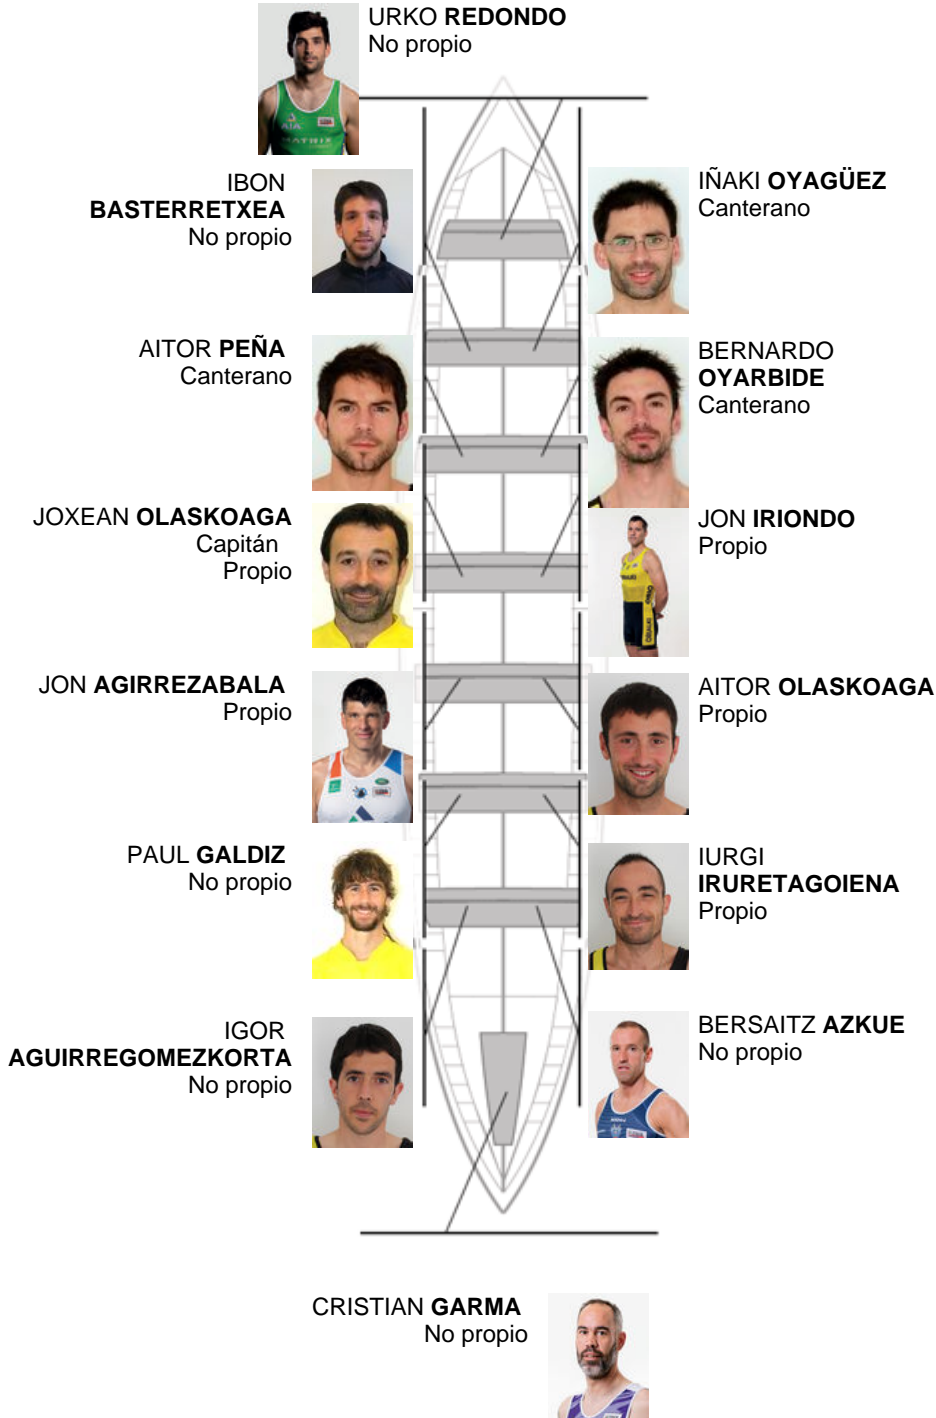 URKO REDONDO
No propio
IBON
BASTERRETXEA
No propio
IÑAKI OYAGÜEZ
Canterano
AITOR PEÑA
Canterano
BERNARDO
OYARBIDE
Canterano
JOXEAN OLASKOAGA
Capitán
Propio
JON IRIONDO
Propio
JON AGIRREZABALA
Propio
AITOR OLASKOAGA
Propio
PAUL GALDIZ
No propio
IURGI
IRURETAGOIENA
Propio
IGOR
AGUIRREGOMEZKORTA
No propio
BERSAITZ AZKUE
No propio
CRISTIAN GARMA
No propio